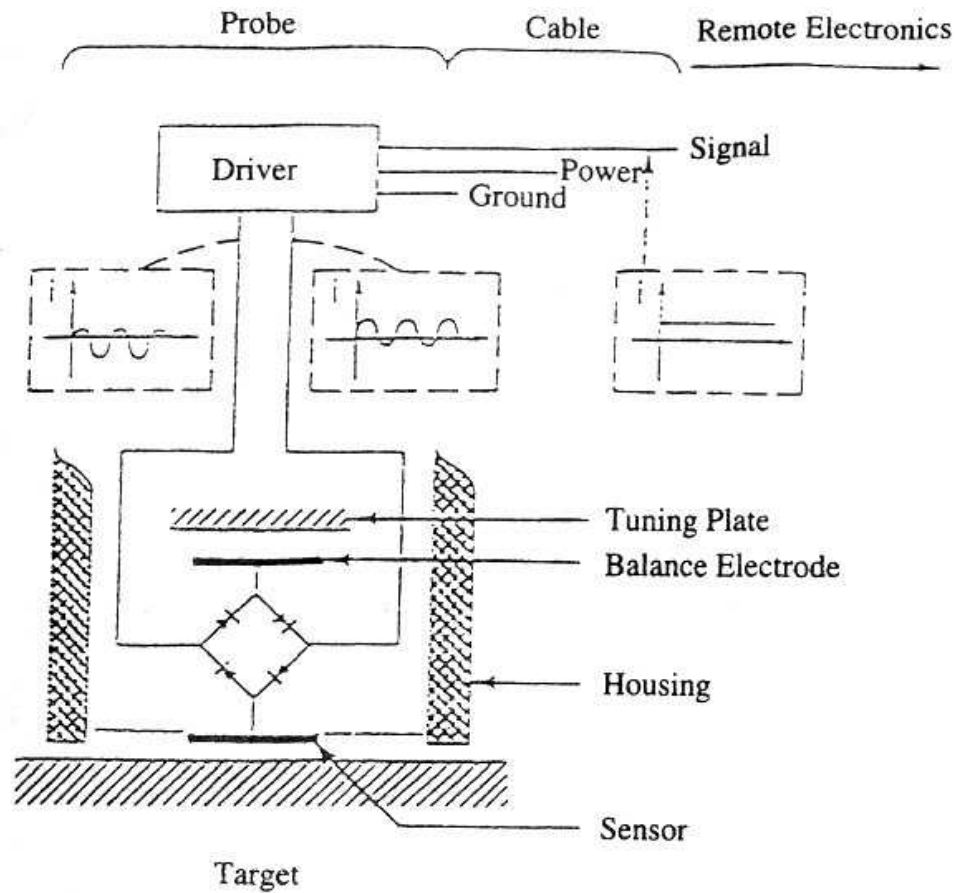 Probe
Cable
Remote Electronics
Driver
Signal
Power
Ground
i
i
i
Tuning Plate
Balance Electrode
Housing
Sensor
Target